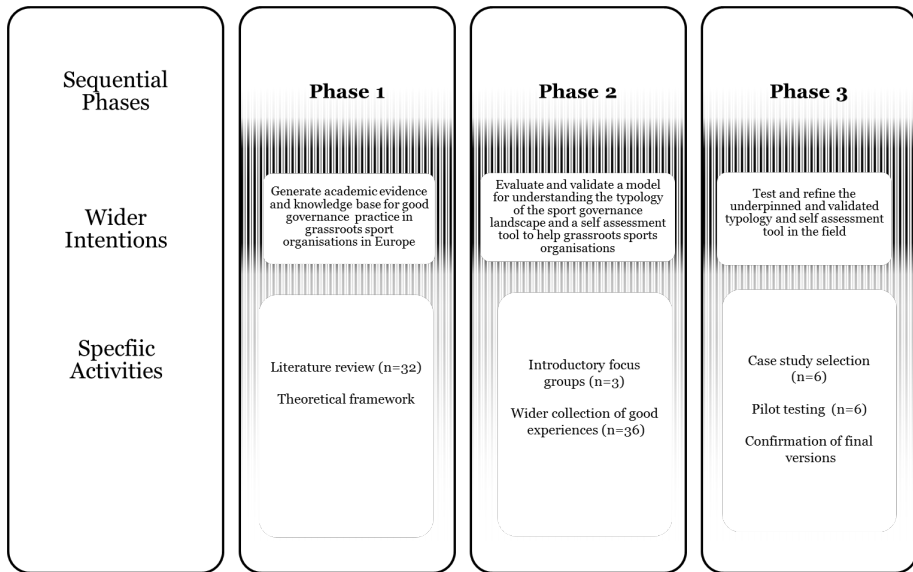 Sequential
Phases
Wider
Intentions
Specfiic
Activities
Phase 1
Generate academic evidence
and knowledge base for good
governance practice in
grassroots sport
organisations in Europe
Literature review (n=32)
Theoretical framework
Phase 2
Evaluate and validate a model
for understanding the typology
of the sport governance
landscape and a self assessment
tool to help grassroots sports
organisations
Introductory focus
groups (n=3)
Wider collection of good
experiences (n=36)
Phase 3
Test and refine the
underpinned and validated
typology and self assessment
tool in the field
Case study selection
(n=6)
Pilot testing (n=6)
Confirmation of final
versions